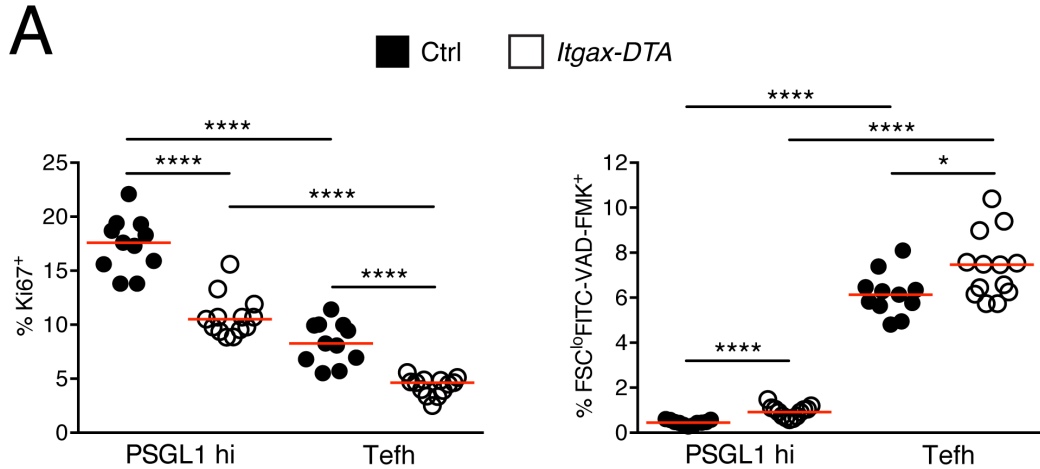 A
Ctrl
Itgax-DTA
****
****
****
****
% Ki67+
25
20
15
10
5
0
PSGL1 hi
Tefh
****
****
*
****
% FSCloFITC-VAD-FMK+
12
10
8
6
4
2
0
PSGL1 hi
Tefh